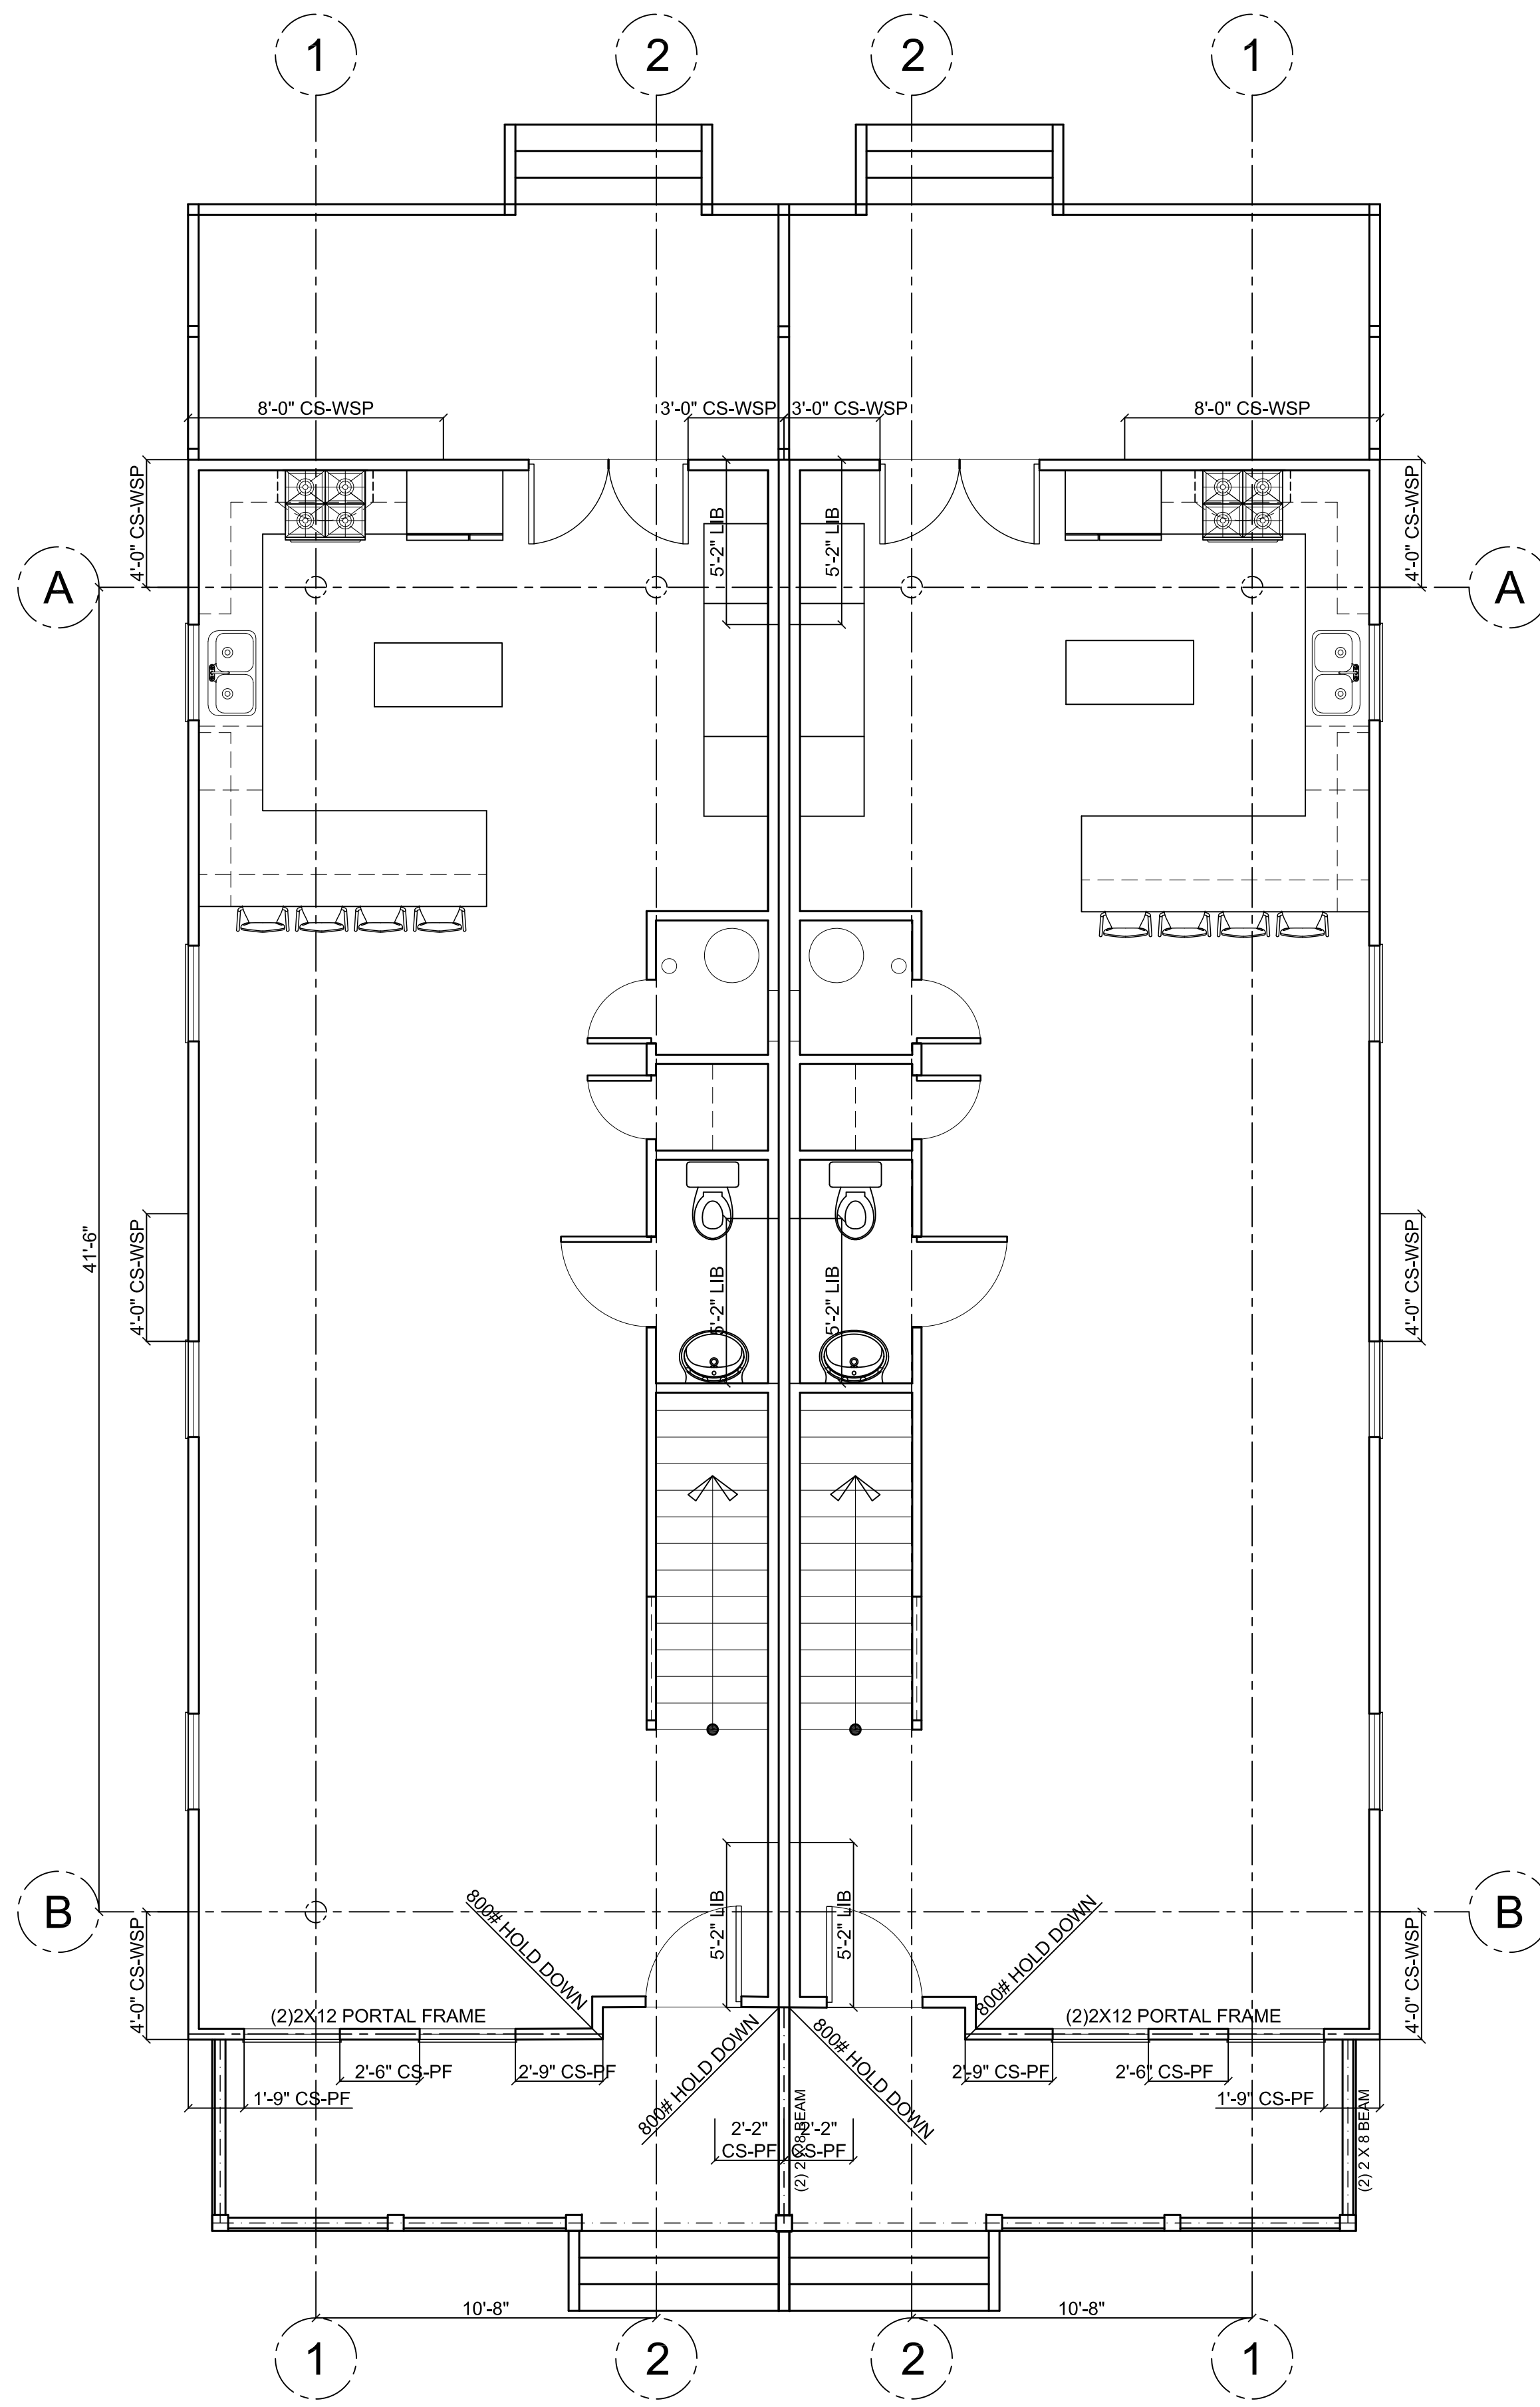 1
2
2
1
8'-0" CS-WSP
3'-0" CS-WSP
3'-0" CS-WSP
8'-0" CS-WSP
4'-0" CS-WSP
5'-2" LIB
5'-2" LIB
4'-0" CS-WSP
A
A
41'-6"
4'-0" CS-WSP
5'-2" LIB
5'-2" LIB
4'-0" CS-WSP
B
B
4'-0" CS-WSP
800# HOLD DOWN
5'-2" LIB
5'-2" LIB
800# HOLD DOWN
4'-0" CS-WSP
(2)2X12 PORTAL FRAME
(2)2X12 PORTAL FRAME
2'-6" CS-PF
2'-9" CS-PF
800# HOLD DOWN
800# HOLD DOWN
2'-9" CS-PF
2'-6" CS-PF
1'-9" CS-PF
1'-9" CS-PF
2'-2"
CS-PF
2'-2"
CS-PF
(2) 2 X 8 BEAM
(2) 2 X 8 BEAM
10'-8"
10'-8"
1
2
2
1